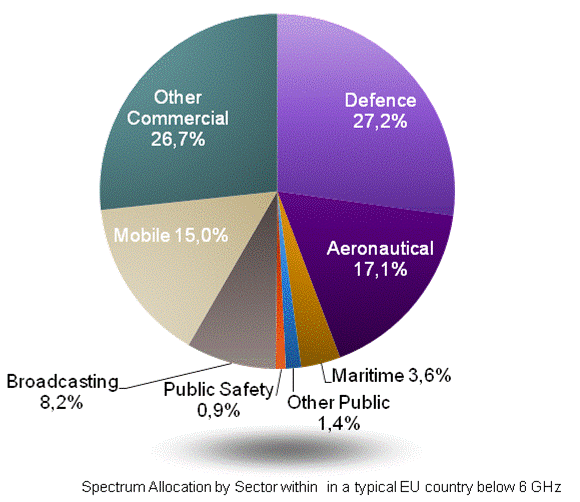 Other
Commercial
26,7%
Defence
27,2%
Mobile 15,0%
Aeronautical
17,1%
Broadcasting
8,2%
Public Safety
0,9%
Other Public
1,4%
Maritime 3,6%
Spectrum Allocation by Sector within in a typical EU country below 6 GHz